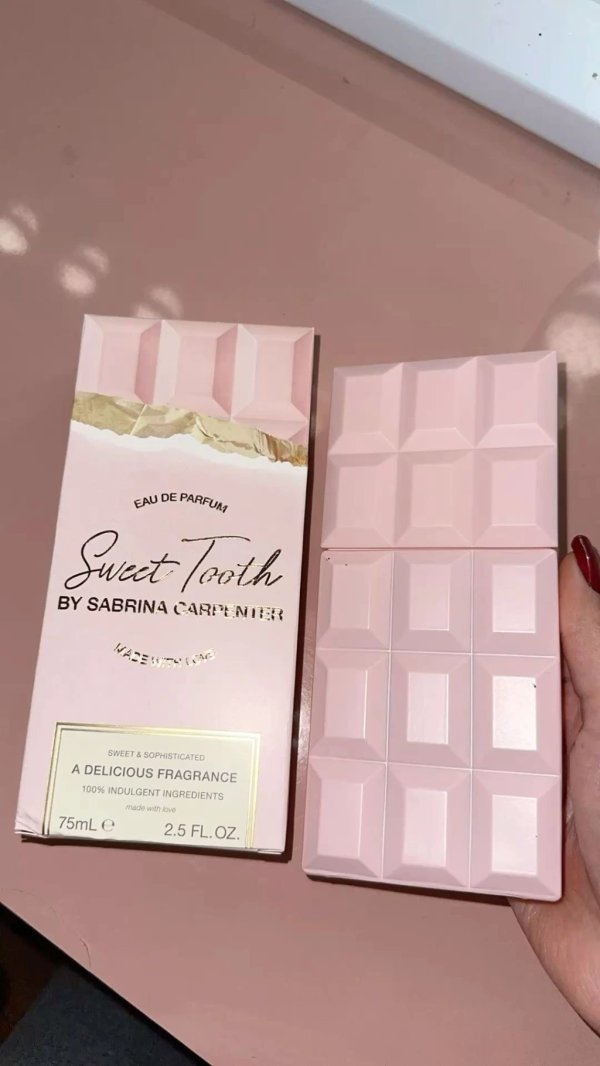 EAU DE PARFUM
Sweet Tooth
BY SABRINA CARPENTER
MADE WITH LOVE
SWEET & SOPHISTICATED
A DELICIOUS FRAGRANCE
100% INDULGENT INGREDIENTS
made with love
75mL ℮ 2.5 FL. OZ.